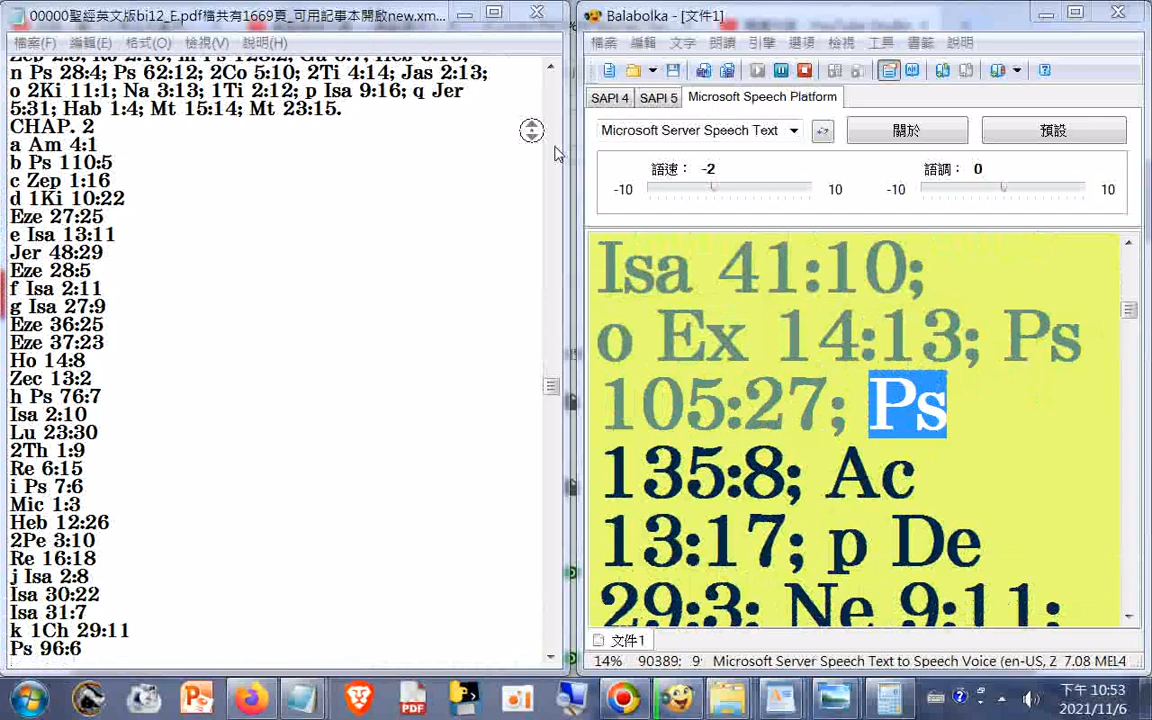 00000聖經英文版bi12_E.pdf檔共有1669頁_可用記事本開啟new.xm...
檔案(F) 編輯(E) 格式(O) 檢視(V) 說明(H)
n Ps 28:4; Ps 62:12; 2Co 5:10; 2Ti 4:14; Jas 2:13;
o 2Ki 11:1; Na 3:13; 1Ti 2:12; p Isa 9:16; q Jer
5:31; Hab 1:4; Mt 15:14; Mt 23:15.
CHAP. 2
a Am 4:1
b Ps 110:5
c Zep 1:16
d 1Ki 10:22
Eze 27:25
e Isa 13:11
Jer 48:29
Eze 28:5
f Isa 2:11
g Isa 27:9
Eze 36:25
Eze 37:23
Ho 14:8
Zec 13:2
h Ps 76:7
Isa 2:10
Lu 23:30
2Th 1:9
Re 6:15
i Ps 7:6
Mic 1:3
Heb 12:26
2Pe 3:10
Re 16:18
j Isa 2:8
Isa 30:22
Isa 31:7
k 1Ch 29:11
Ps 96:6
Balabolka - [文件1]
檔案 編輯 文字 朗讀 引擎 選項 檢視 工具 書籤 說明
SAPI 4 SAPI 5 Microsoft Speech Platform
Microsoft Server Speech Text 關於 預設
語速: -2 語調: 0
-10 10 -10 10
Isa 41:10;
o Ex 14:13; Ps
105:27; Ps
135:8; Ac
13:17; p De
29:3; Ne 9:11;
文件1
14% 90389; 9 Microsoft Server Speech Text to Speech Voice (en-US, Z 7.08 MEL4
下午 10:53
2021/11/6